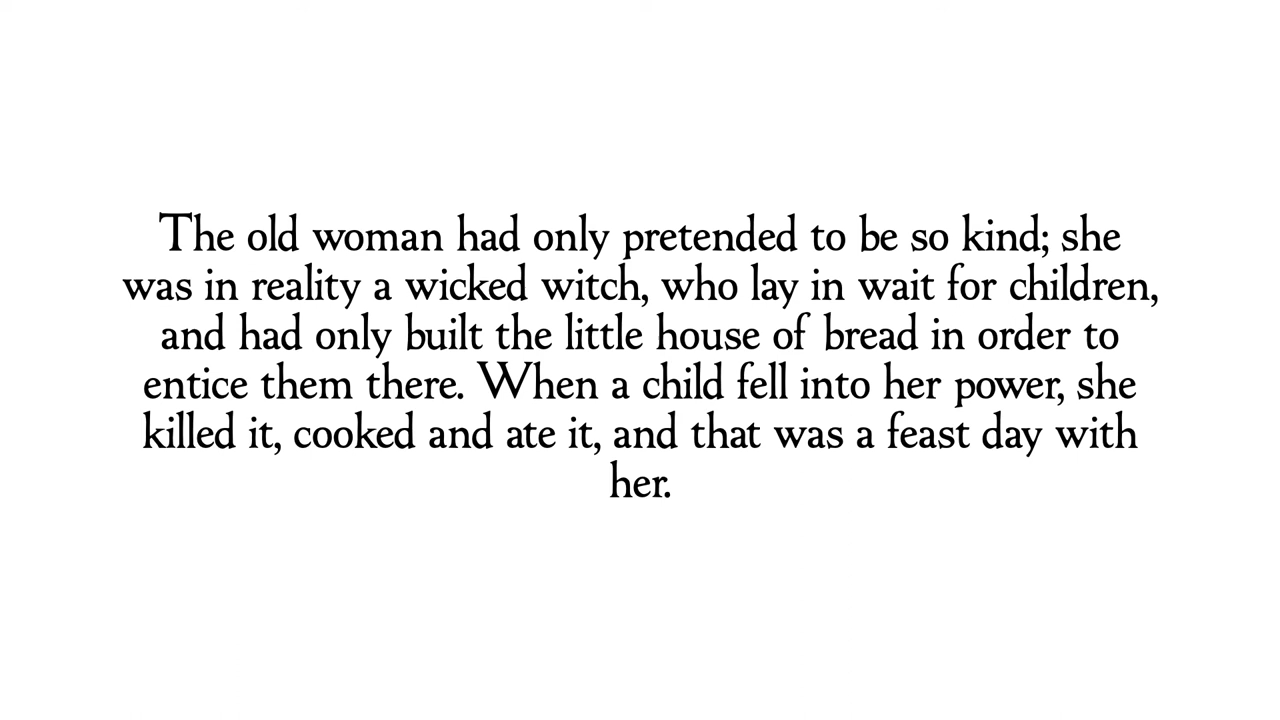 The old woman had only pretended to be so kind; she
was in reality a wicked witch, who lay in wait for children,
and had only built the little house of bread in order to
entice them there. When a child fell into her power, she
killed it, cooked and ate it, and that was a feast day with
her.